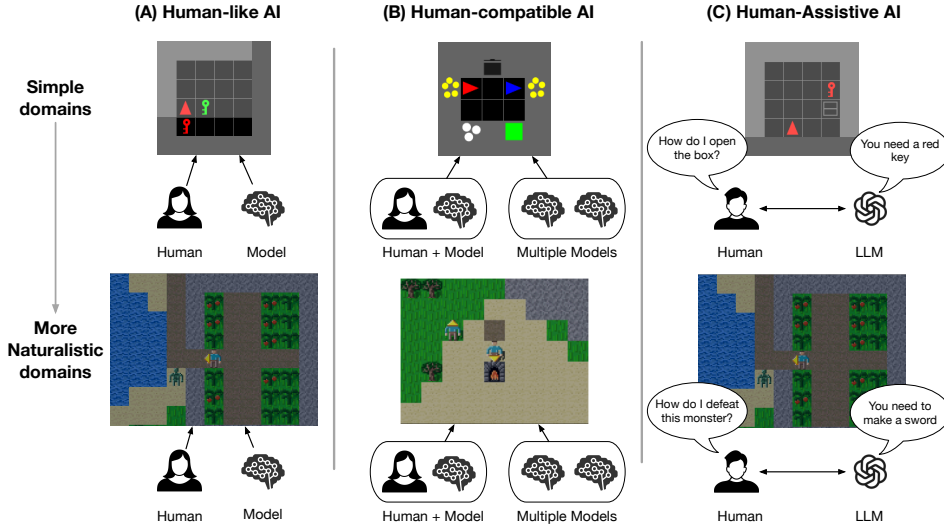 (A) Human-like AI
(B) Human-compatible AI
(C) Human-Assistive AI
Simple
domains
How do I open
the box?
You need a red
key
Human
Model
Human + Model
Multiple Models
Human
LLM
More
Naturalistic
domains
How do I defeat
this monster?
You need to
make a sword
Human
Model
Human + Model
Multiple Models
Human
LLM